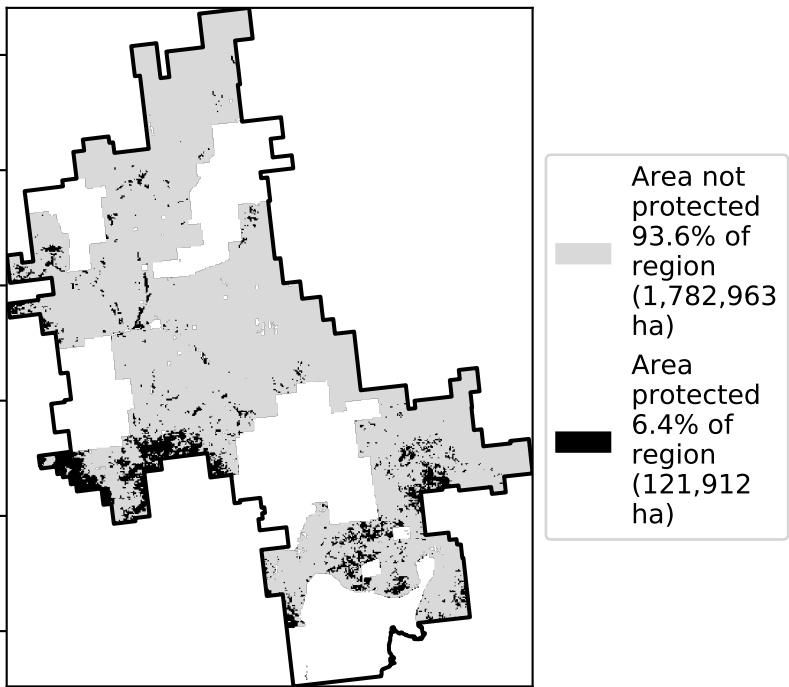 Area not
protected
93.6% of
region
(1,782,963
ha)
Area
protected
6.4% of
region
(121,912
ha)